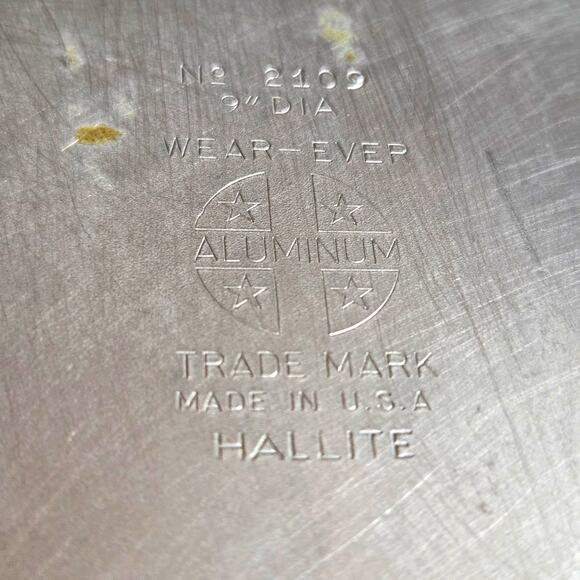 Nº 2109
9" DIA.
WEAR-EVER
ALUMINUM
TRADE MARK
MADE IN U.S.A
HALLITE